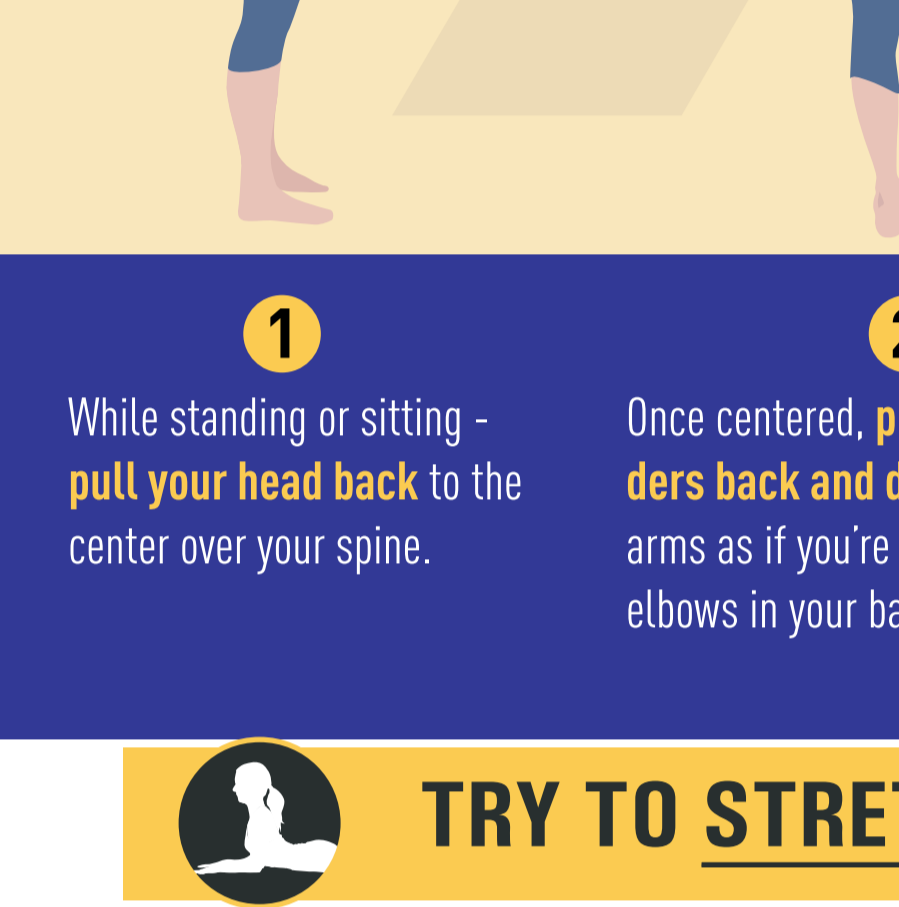 1
While standing or sitting -
pull your head back to the
center over your spine.
2
Once centered,
ders back and
arms as if you're
elbows in your
TRY TO